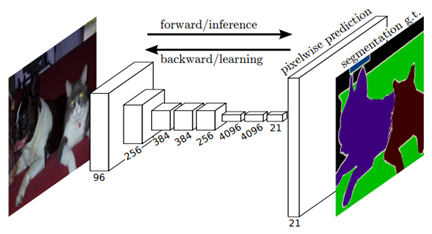 forward/inference
backward/learning
pixelwise prediction
segmentation g.t.
96
256
384
384
256
4096
4096
21
21